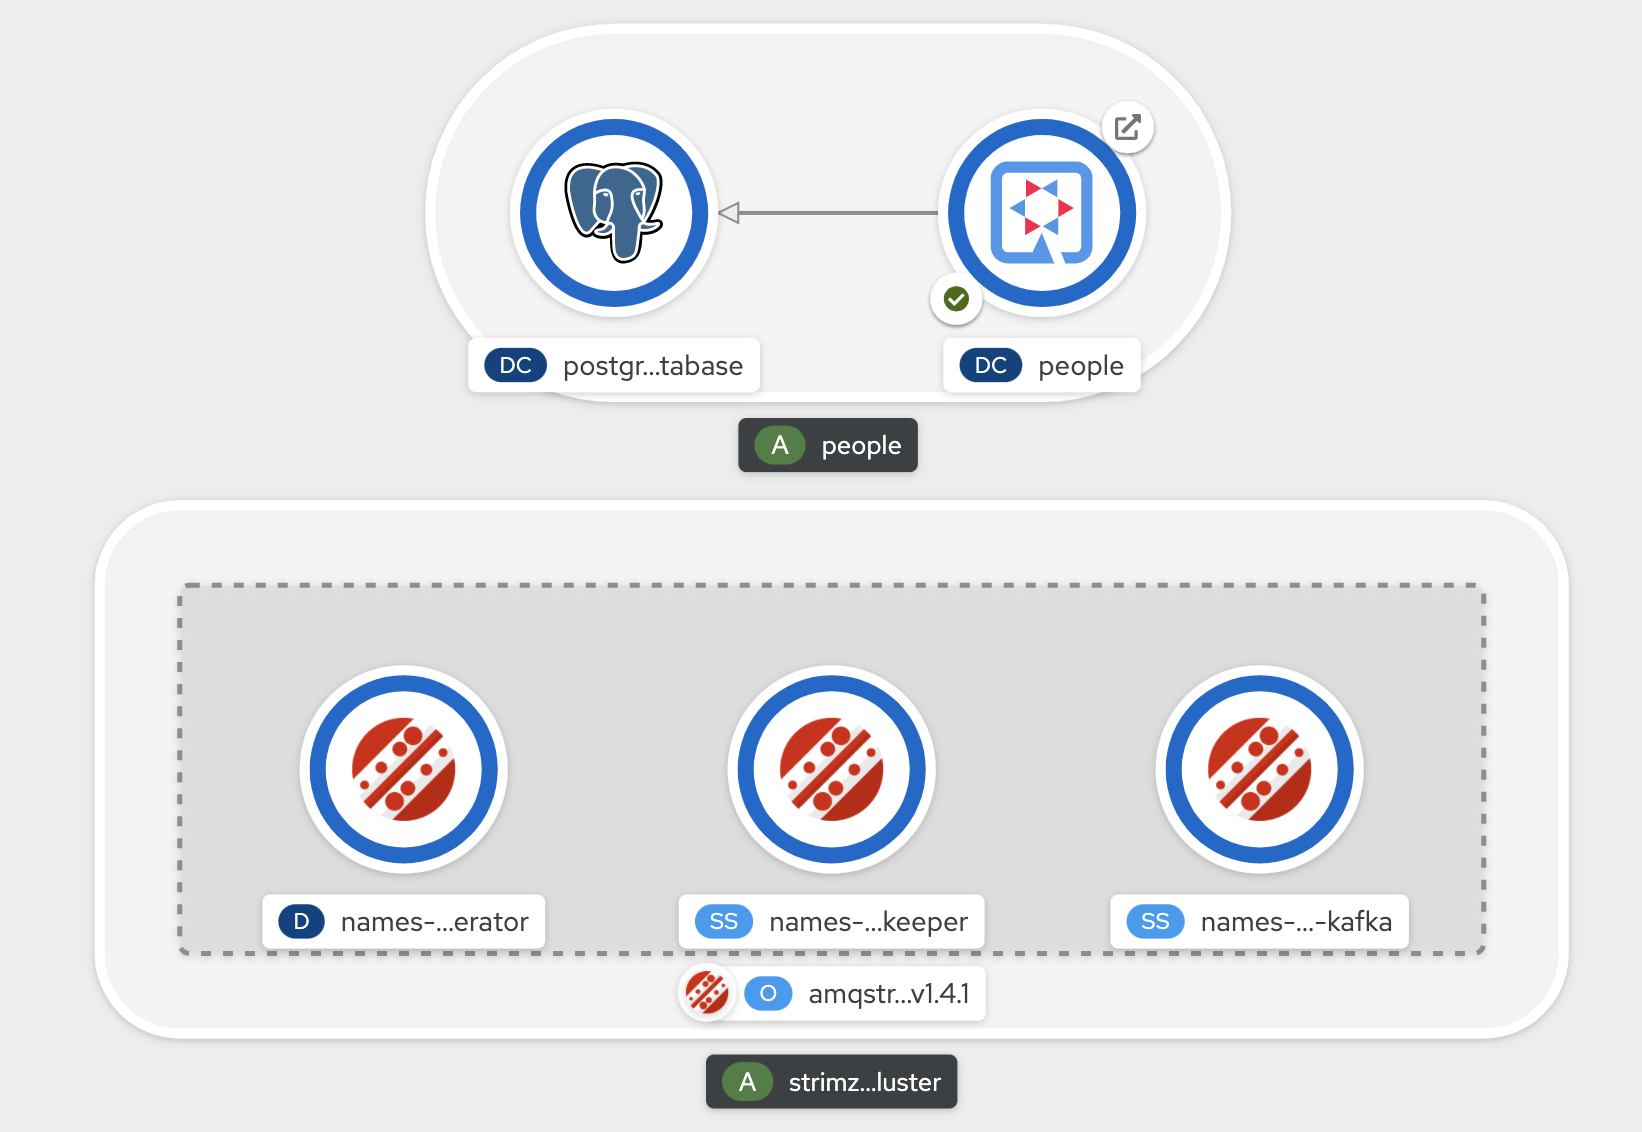 DC postgr...tabase
DC people
A people
D names-...erator
SS names-...keeper
SS names-...-kafka
O amqstr...v1.4.1
A strimz...luster